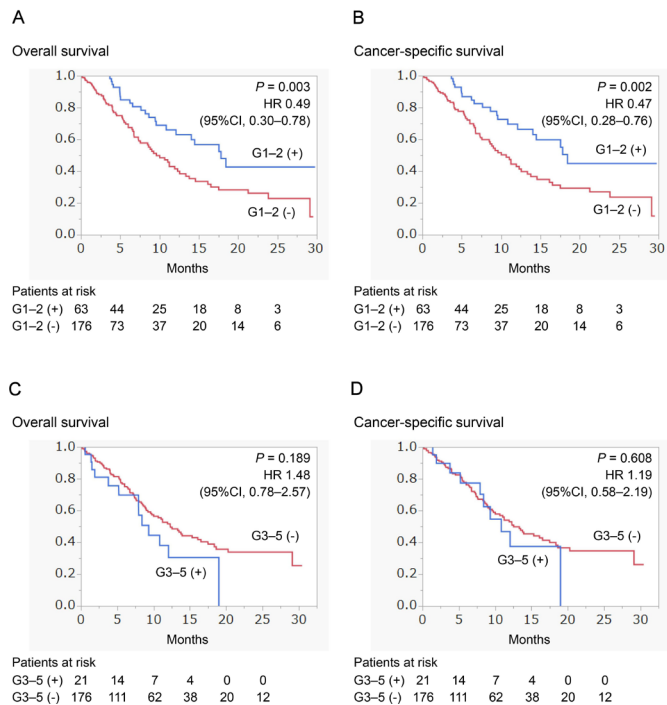 A
Overall survival
1.0
0.8
0.6
0.4
0.2
0.0
P = 0.003
HR 0.49
(95%CI, 0.30–0.78)
G1–2 (+)
G1–2 (-)
0 5 10 15 20 25 30
Months
Patients at risk
G1–2 (+) 63 44 25 18 8 3
G1–2 (-) 176 73 37 20 14 6
B
Cancer-specific survival
1.0
0.8
0.6
0.4
0.2
0.0
P = 0.002
HR 0.47
(95%CI, 0.28–0.76)
G1–2 (+)
G1–2 (-)
0 5 10 15 20 25 30
Months
Patients at risk
G1–2 (+) 63 44 25 18 8 3
G1–2 (-) 176 73 37 20 14 6
C
Overall survival
1.0
0.8
0.6
0.4
0.2
0.0
P = 0.189
HR 1.48
(95%CI, 0.78–2.57)
G3–5 (-)
G3–5 (+)
0 5 10 15 20 25 30
Months
Patients at risk
G3–5 (+) 21 14 7 4 0 0
G3–5 (-) 176 111 62 38 20 12
D
Cancer-specific survival
1.0
0.8
0.6
0.4
0.2
0.0
P = 0.608
HR 1.19
(95%CI, 0.58–2.19)
G3–5 (-)
G3–5 (+)
0 5 10 15 20 25 30
Months
Patients at risk
G3–5 (+) 21 14 7 4 0 0
G3–5 (-) 176 111 62 38 20 12